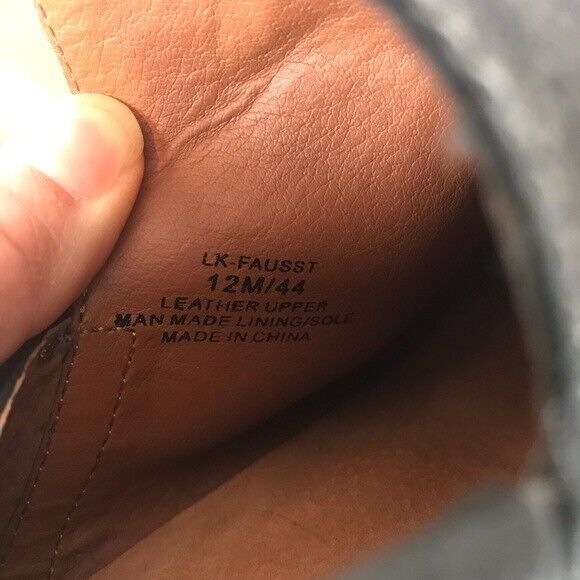 LK-FAUSST
12M/44
LEATHER UPPER
MAN MADE LINING/SOLE
MADE IN CHINA